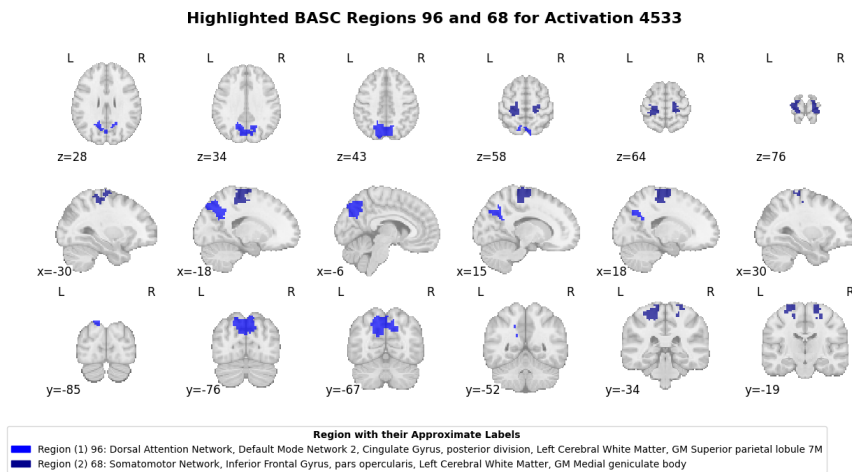 Highlighted BASC Regions 96 and 68 for Activation 4533
L R L R L R L R L R L R
z=28 z=34 z=43 z=58 z=64 z=76
x=-30 x=-18 x=-6 x=15 x=18 x=30
L R L R L R L R L R L R
y=-85 y=-76 y=-67 y=-52 y=-34 y=-19
Region with their Approximate Labels
Region (1) 96: Dorsal Attention Network, Default Mode Network 2, Cingulate Gyrus, posterior division, Left Cerebral White Matter, GM Superior parietal lobule 7M
Region (2) 68: Somatomotor Network, Inferior Frontal Gyrus, pars opercularis, Left Cerebral White Matter, GM Medial geniculate body